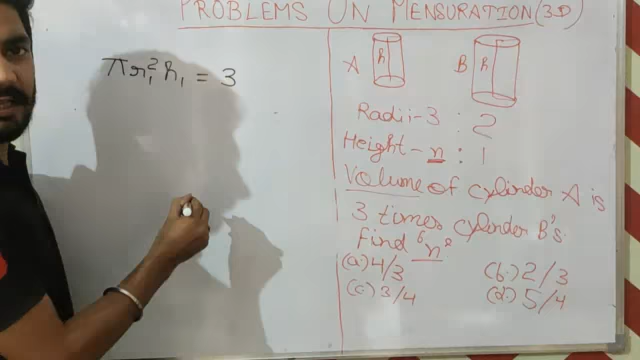 PROBLEMS ON MENSURATION (3D)
πr₁²h₁ = 3
A h B h
Radii:- 3 : 2
Height - n : 1
Volume of cylinder A is
3 times cylinder B's.
Find "n"
(a.) 4/3 (b.) 2/3
(c.) 3/4 (d.) 5/4